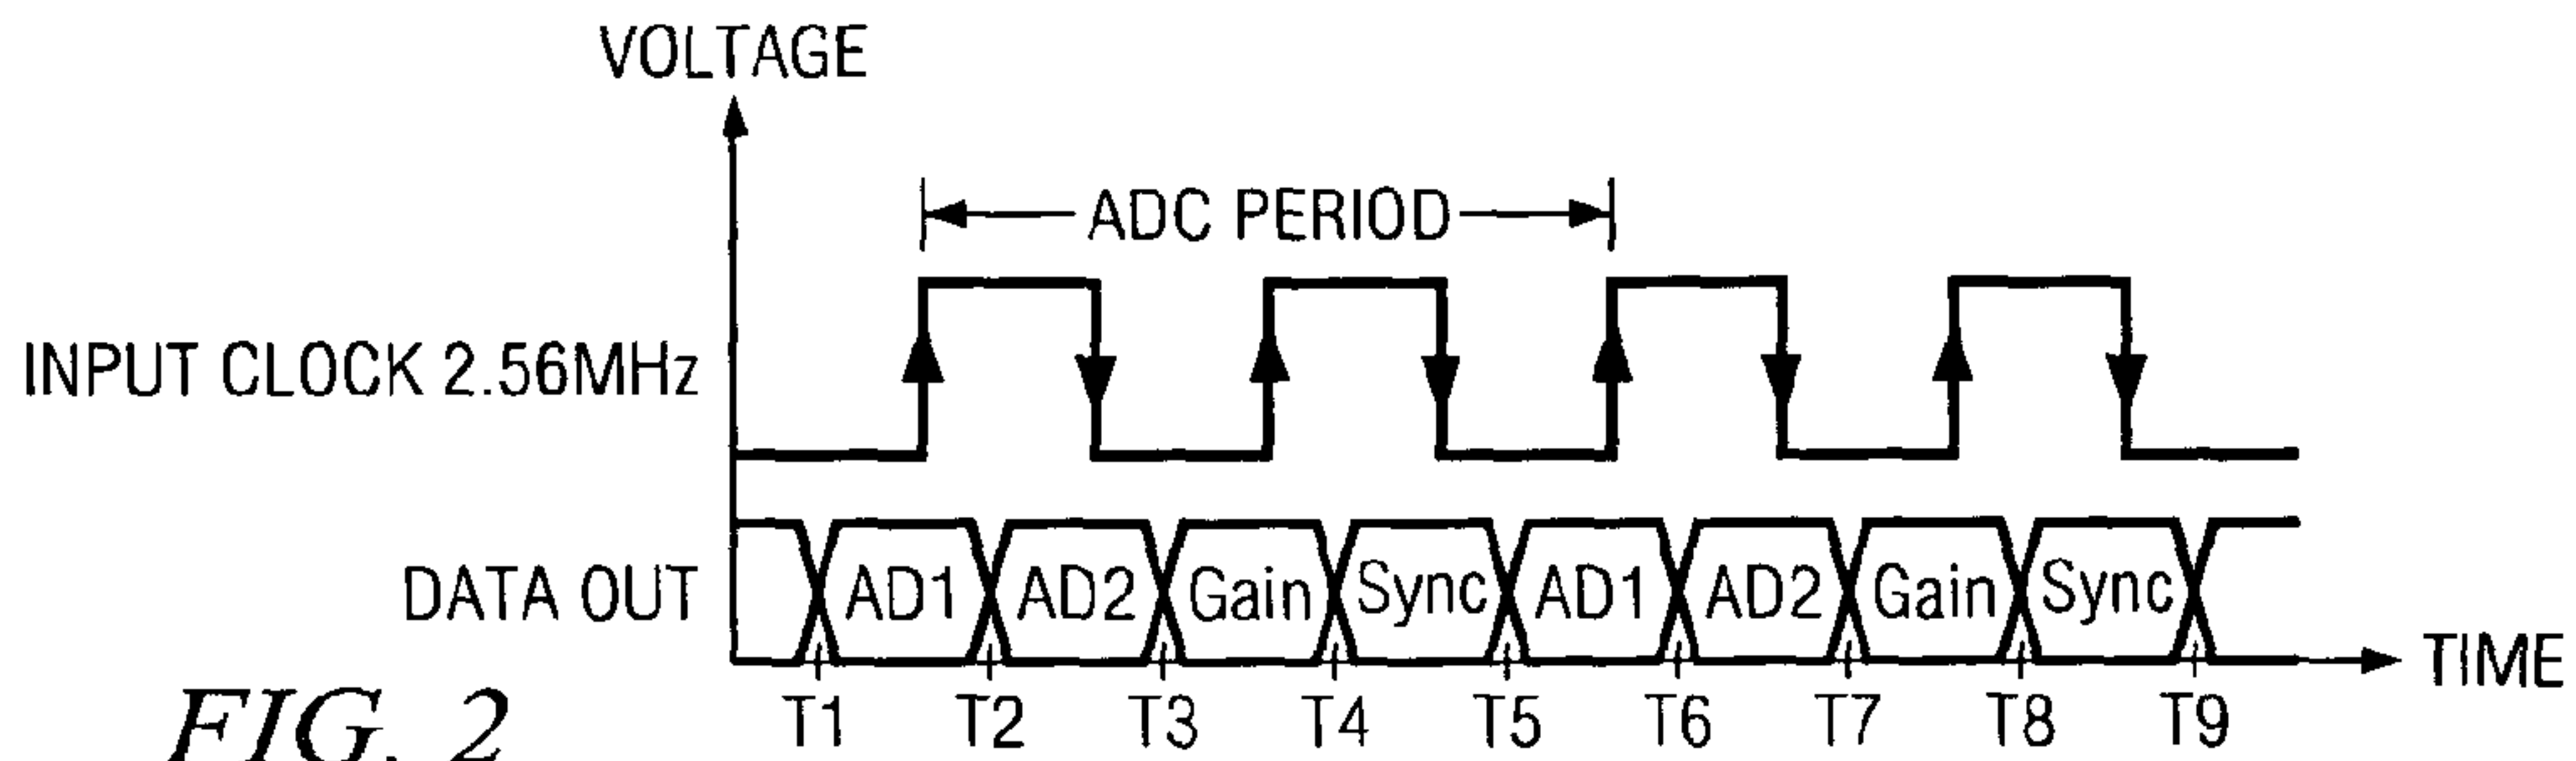 VOLTAGE
ADC PERIOD
INPUT CLOCK 2.56MHz
DATA OUT AD1 AD2 Gain Sync AD1 AD2 Gain Sync
TIME
T1 T2 T3 T4 T5 T6 T7 T8 T9
FIG. 2